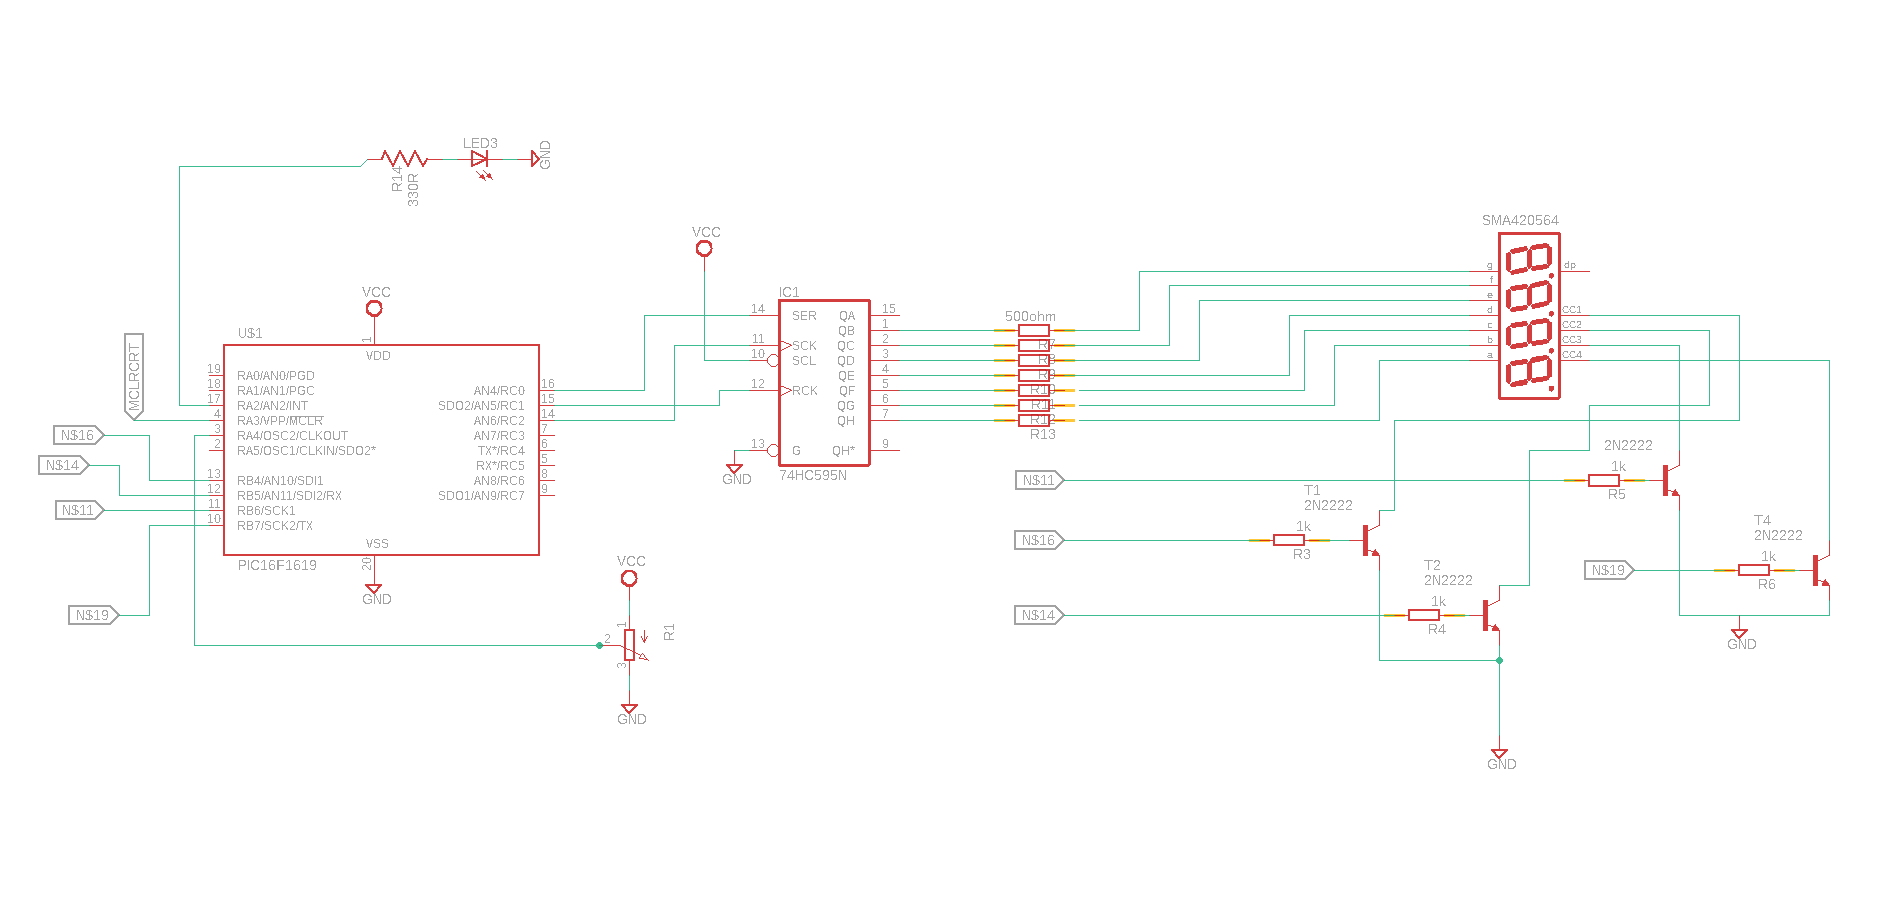 LED3
GND
R14
330R
SMA420564
VCC
g
dp
f
e
d
CC1
c
CC2
b
CC3
a
CC4
VCC
IC1
14
SER
QA
15
QB
1
11
SCK
QC
2
10
SCL
QD
3
QE
4
12
RCK
QF
5
QG
6
QH
7
13
G
QH*
9
GND
74HC595N
500ohm
R7
R8
R9
R10
R11
R12
R13
U$1
1
VDD
MCLRCRT
19
RA0/AN0/PGD
18
RA1/AN1/PGC
AN4/RC0
16
17
RA2/AN2/INT
SDO2/AN5/RC1
15
4
RA3/VPP/MCLR
AN6/RC2
14
3
RA4/OSC2/CLKOUT
AN7/RC3
7
2
RA5/OSC1/CLKIN/SDO2*
TX*/RC4
6
RX*/RC5
5
13
RB4/AN10/SDI1
AN8/RC6
8
12
RB5/AN11/SDI2/RX
SDO1/AN9/RC7
9
11
RB6/SCK1
10
RB7/SCK2/TX
VSS
20
PIC16F1619
GND
N$16
N$14
N$11
N$19
VCC
1
2
3
R1
GND
N$11
2N2222
1k
R5
T1
2N2222
N$16
1k
R3
T4
2N2222
T2
2N2222
N$19
1k
R6
N$14
1k
R4
GND
GND